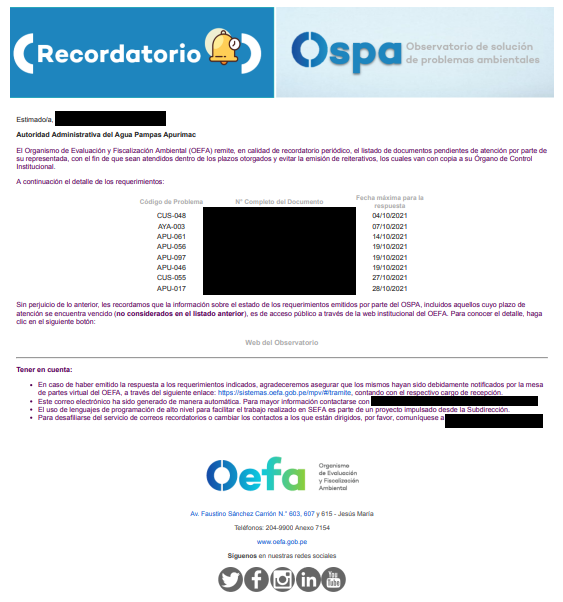 Recordatorio
Ospa Observatorio de solución
de problemas ambientales
Estimado/a,
Autoridad Administrativa del Agua Pampas Apurímac
El Organismo de Evaluación y Fiscalización Ambiental (OEFA) remite, en calidad de recordatorio periódico, el listado de documentos pendientes de atención por parte de
su representada, con el fin de que sean atendidos dentro de los plazos otorgados y evitar la emisión de reiterativos, los cuales van con copia a su Órgano de Control
Institucional.
A continuación el detalle de los requerimientos:
Código de Problema N° Completo del Documento Fecha máxima para la
respuesta
CUS-048 04/10/2021
AYA-003 07/10/2021
APU-061 14/10/2021
APU-056 19/10/2021
APU-097 19/10/2021
APU-046 19/10/2021
CUS-055 27/10/2021
APU-017 28/10/2021
Sin perjuicio de lo anterior, les recordamos que la información sobre el estado de los requerimientos emitidos por parte del OSPA, incluidos aquellos cuyo plazo de
atención se encuentra vencido (no considerados en el listado anterior), es de acceso público a través de la web institucional del OEFA. Para conocer el detalle, haga
clic en el siguiente botón:
Web del Observatorio
Tener en cuenta:
• En caso de haber emitido la respuesta a los requerimientos indicados, agradeceremos asegurar que los mismos hayan sido debidamente notificados por la mesa
de partes virtual del OEFA, a través del siguiente enlace: https://sistemas.oefa.gob.pe/mpv/#/tramite, contando con el respectivo cargo de recepción.
• Este correo electrónico ha sido generado de manera automática. Para mayor información contactarse con
• El uso de lenguajes de programación de alto nivel para facilitar el trabajo realizado en SEFA es parte de un proyecto impulsado desde la Subdirección.
• Para desafiliarse del servicio de correos recordatorios o cambiar los contactos a los que están dirigidos, por favor, comuníquese a
Oefa Organismo
de Evaluación
y Fiscalización
Ambiental
Av. Faustino Sánchez Carrión N.° 603, 607 y 615 - Jesús María
Teléfonos: 204-9900 Anexo 7154
www.oefa.gob.pe
Síguenos en nuestras redes sociales
You
Tube